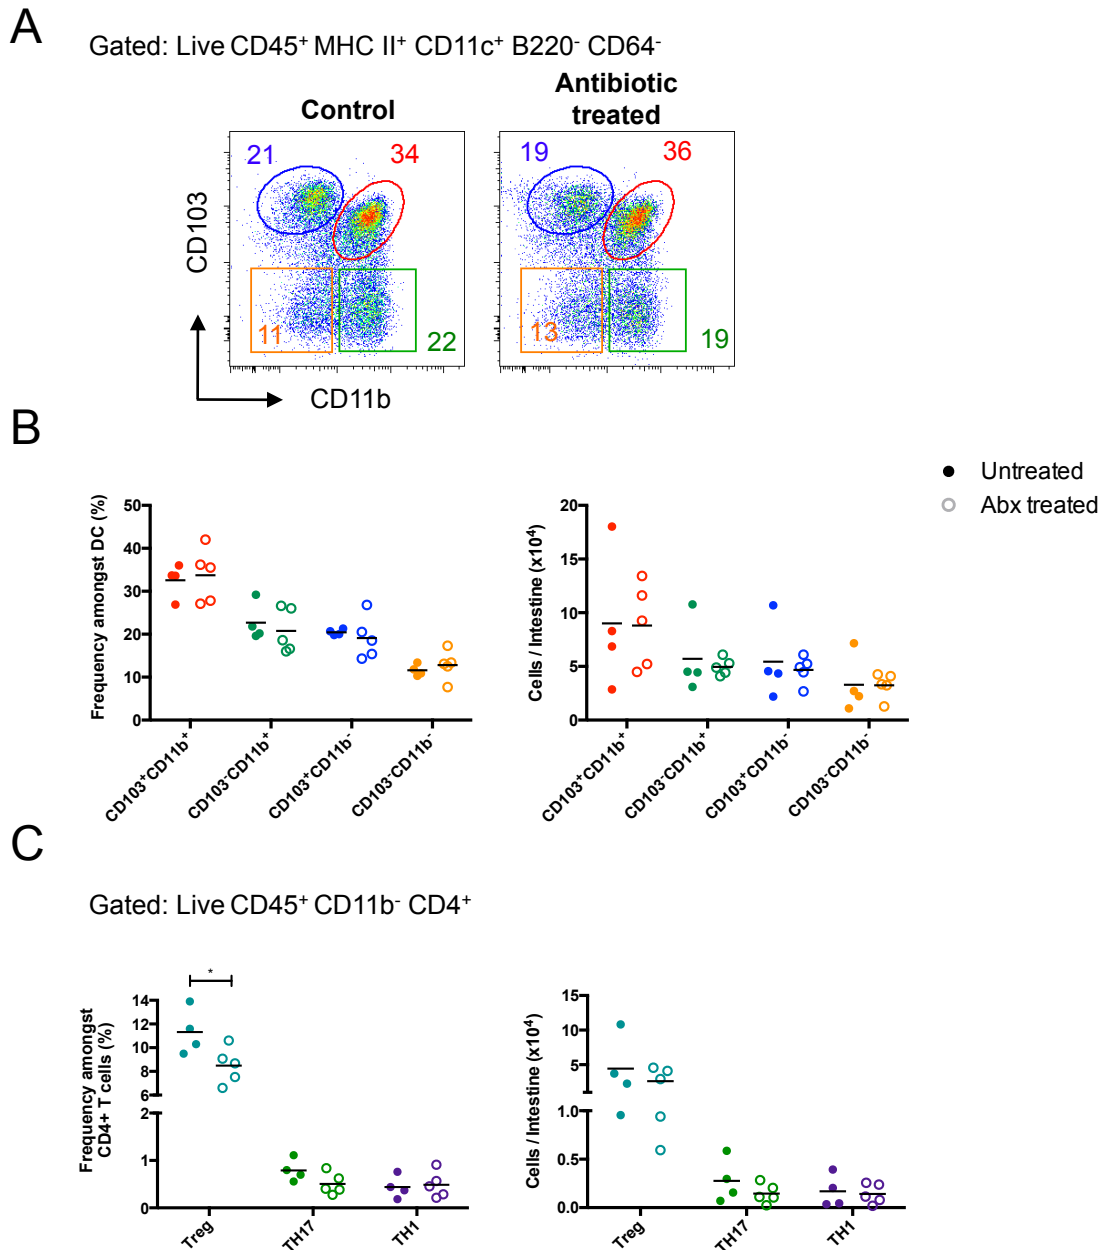 A
Gated: Live CD45+ MHC II+ CD11c+ B220- CD64-
Control
Antibiotic
treated
21
34
11
22
19
36
13
19
CD103
CD11b
B
Untreated
Abx treated
Frequency amongst DC (%)
50
40
30
20
10
0
CD103+CD11b+
CD103-CD11b+
CD103+CD11b-
CD103-CD11b-
Cells / Intestine (x10⁴)
20
15
10
5
0
CD103+CD11b+
CD103-CD11b+
CD103+CD11b-
CD103-CD11b-
C
Gated: Live CD45+ CD11b- CD4+
*
Frequency amongst
CD4+ T cells (%)
14
12
10
8
6
2
1
0
Treg
TH17
TH1
Cells / Intestine (x10⁴)
15
10
5
1.0
0.5
0.0
Treg
TH17
TH1